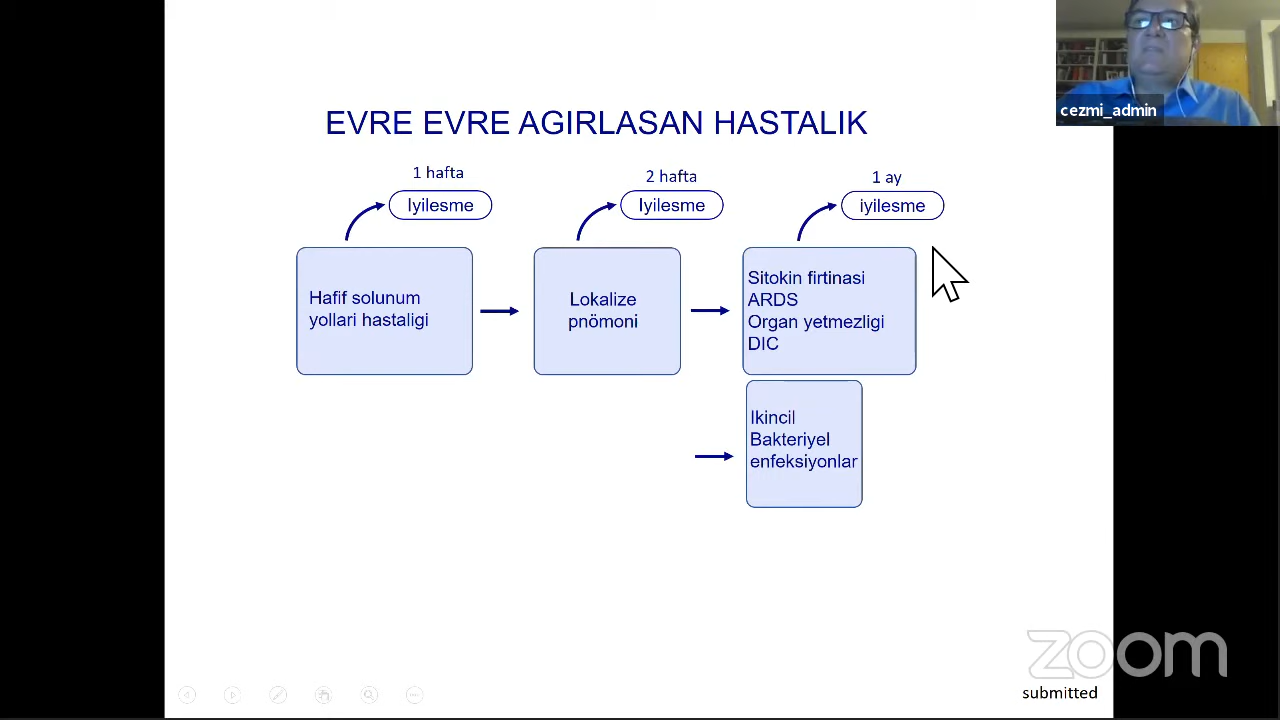 cezmi_admin
EVRE EVRE AGIRLASAN HASTALIK
1 hafta
Iyilesme
2 hafta
Iyilesme
1 ay
iyilesme
Hafif solunum
yollari hastaligi
Lokalize
pnömoni
Sitokin firtinasi
ARDS
Organ yetmezligi
DIC
Ikincil
Bakteriyel
enfeksiyonlar
zoom
submitted